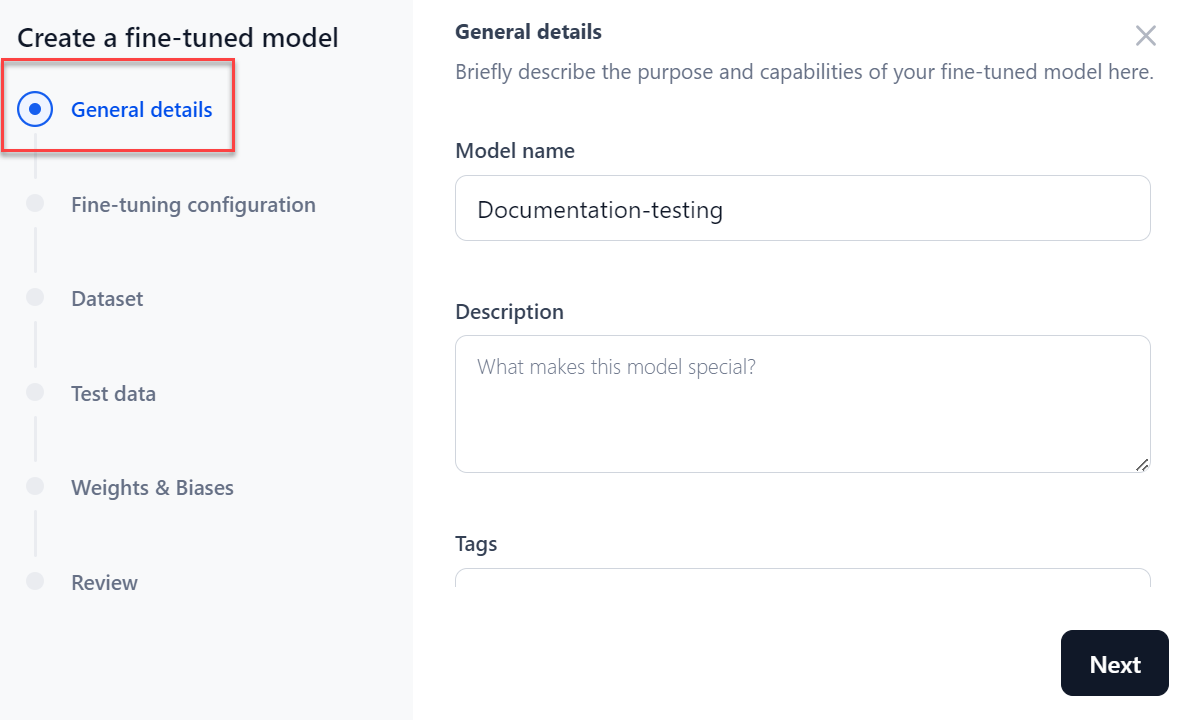 Create a fine-tuned model
General details
Fine-tuning configuration
Dataset
Test data
Weights & Biases
Review
General details
Briefly describe the purpose and capabilities of your fine-tuned model here.
Model name
Documentation-testing
Description
What makes this model special?
Tags
Next